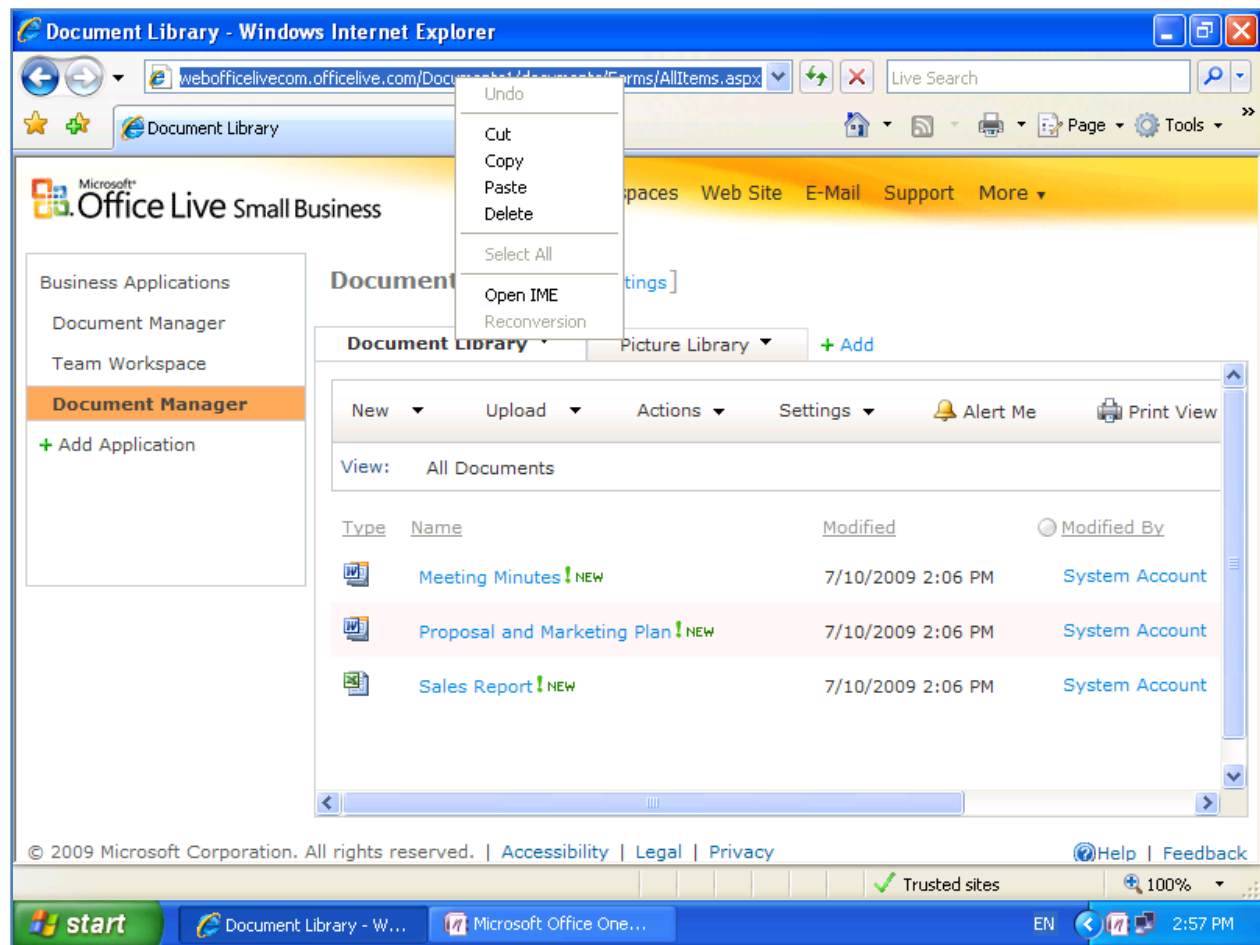 Document Library - Windows Internet Explorer
webofficelivecom.officelive.com/Documents1/documents/Forms/AllItems.aspx Live Search
Document Library Page Tools »
Undo
Cut
Copy
Paste
Delete
Select All
Open IME
Reconversion
Microsoft®
Office Live Small Business
spaces Web Site E-Mail Support More
Business Applications
Document Manager
Team Workspace
Document Manager
+ Add Application
Document tings]
Document Library Picture Library + Add
New Upload Actions Settings Alert Me Print View
View: All Documents
Type Name Modified Modified By
Meeting Minutes ! NEW 7/10/2009 2:06 PM System Account
Proposal and Marketing Plan ! NEW 7/10/2009 2:06 PM System Account
Sales Report ! NEW 7/10/2009 2:06 PM System Account
© 2009 Microsoft Corporation. All rights reserved. | Accessibility | Legal | Privacy Help | Feedback
Trusted sites 100%
start Document Library - W... Microsoft Office One... EN 2:57 PM